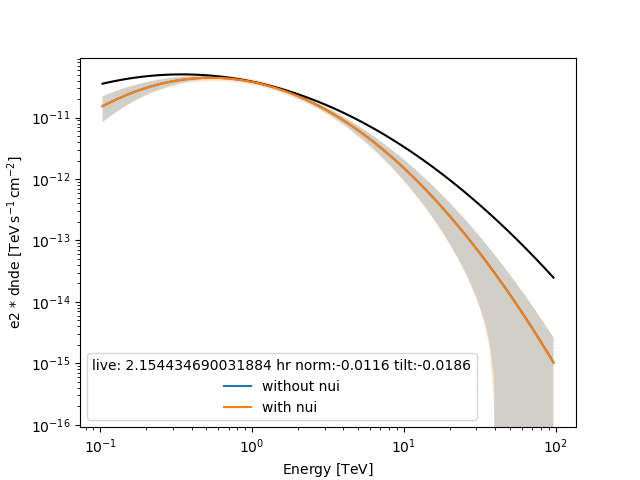 10⁻¹¹
10⁻¹²
10⁻¹³
10⁻¹⁴
10⁻¹⁵
10⁻¹⁶
e2 * dnde [TeV s⁻¹ cm⁻²]
live: 2.154434690031884 hr norm:-0.0116 tilt:-0.0186
without nui
with nui
10⁻¹ 10⁰ 10¹ 10²
Energy [TeV]